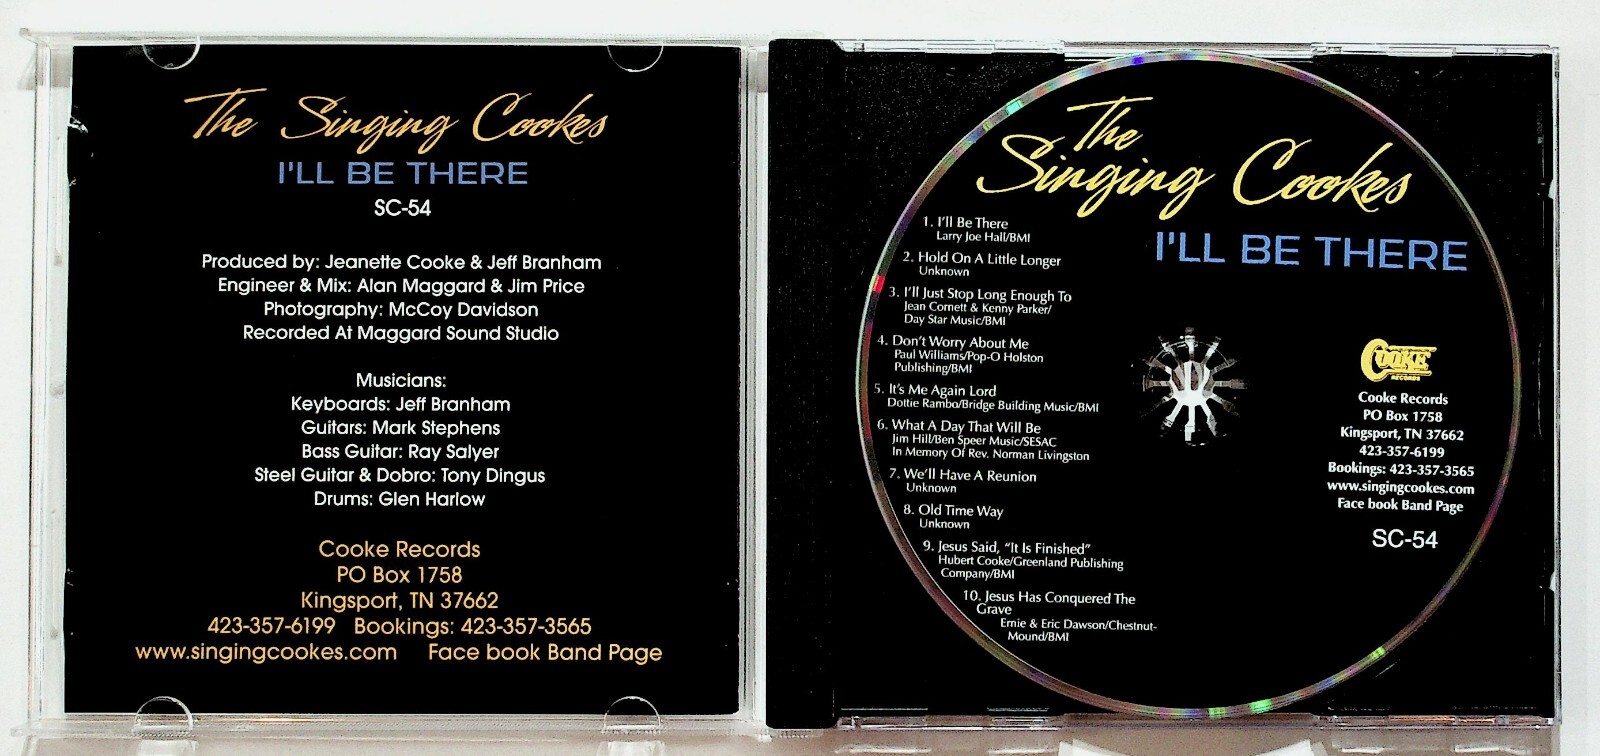 The Singing Cookes
I'LL BE THERE
SC-54
Produced by: Jeanette Cooke & Jeff Branham
Engineer & Mix: Alan Maggard & Jim Price
Photography: McCoy Davidson
Recorded At Maggard Sound Studio
Musicians:
Keyboards: Jeff Branham
Guitars: Mark Stephens
Bass Guitar: Ray Salyer
Steel Guitar & Dobro: Tony Dingus
Drums: Glen Harlow
Cooke Records
PO Box 1758
Kingsport, TN 37662
423-357-6199 Bookings: 423-357-3565
www.singingcookes.com Face book Band Page
The
Singing Cookes
I'LL BE THERE
1. I'll Be There
Larry Joe Hall/BMI
2. Hold On A Little Longer
Unknown
3. I'll Just Stop Long Enough To
Jean Cornett & Kenny Parker/
Day Star Music/BMI
4. Don't Worry About Me
Paul Williams/Pop-O Holston
Publishing/BMI
5. It's Me Again Lord
Dottie Rambo/Bridge Building Music/BMI
6. What A Day That Will Be
Jim Hill/Ben Speer Music/SESAC
In Memory Of Rev. Norman Livingston
7. We'll Have A Reunion
Unknown
8. Old Time Way
Unknown
9. Jesus Said, "It Is Finished"
Hubert Cooke/Greenland Publishing
Company/BMI
10. Jesus Has Conquered The
Grave
Ernie & Eric Dawson/Chestnut-
Mound/BMI
COOKE
RECORDS
Cooke Records
PO Box 1758
Kingsport, TN 37662
423-357-6199
Bookings: 423-357-3565
www.singingcookes.com
Face book Band Page
SC-54